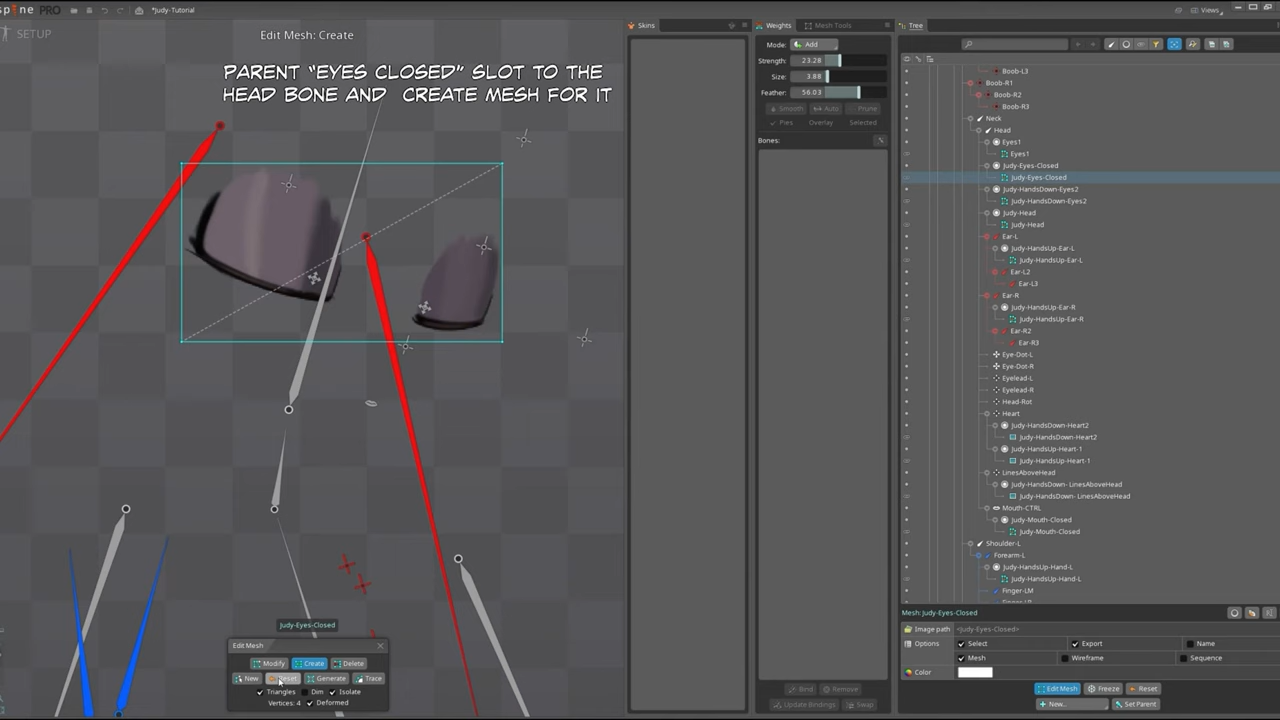 spine PRO
*Judy-Tutorial
Views
SETUP
Edit Mesh: Create
PARENT "EYES CLOSED" SLOT TO THE
HEAD BONE AND CREATE MESH FOR IT
Skins
Weights
Mesh Tools
Tree
Mode:
Add
Strength:
23.28
Size:
3.88
Feather:
56.03
Smooth
Auto
Prune
Pies
Overlay
Selected
Bones:
Bind
Remove
Update Bindings
Swap
Boob-L3
Boob-R1
Boob-R2
Boob-R3
Neck
Head
Eyes1
Eyes1
Judy-Eyes-Closed
Judy-Eyes-Closed
Judy-HandsDown-Eyes2
Judy-HandsDown-Eyes2
Judy-Head
Judy-Head
Ear-L
Judy-HandsUp-Ear-L
Judy-HandsUp-Ear-L
Ear-L2
Ear-L3
Ear-R
Judy-HandsUp-Ear-R
Judy-HandsUp-Ear-R
Ear-R2
Ear-R3
Eye-Dot-L
Eye-Dot-R
Eyelead-L
Eyelead-R
Head-Rot
Heart
Judy-HandsDown-Heart2
Judy-HandsDown-Heart2
Judy-HandsUp-Heart-1
Judy-HandsUp-Heart-1
LinesAboveHead
Judy-HandsDown- LinesAboveHead
Judy-HandsDown- LinesAboveHead
Mouth-CTRL
Judy-Mouth-Closed
Judy-Mouth-Closed
Shoulder-L
Forearm-L
Judy-HandsUp-Hand-L
Judy-HandsUp-Hand-L
Finger-LM
Mesh: Judy-Eyes-Closed
Image path
<Judy-Eyes-Closed>
Options
Select
Export
Name
Mesh
Wireframe
Sequence
Color
Edit Mesh
Freeze
Reset
New...
Set Parent
Judy-Eyes-Closed
Edit Mesh
Modify
Create
Delete
New
Reset
Generate
Trace
Triangles
Dim
Isolate
Vertices: 4
Deformed